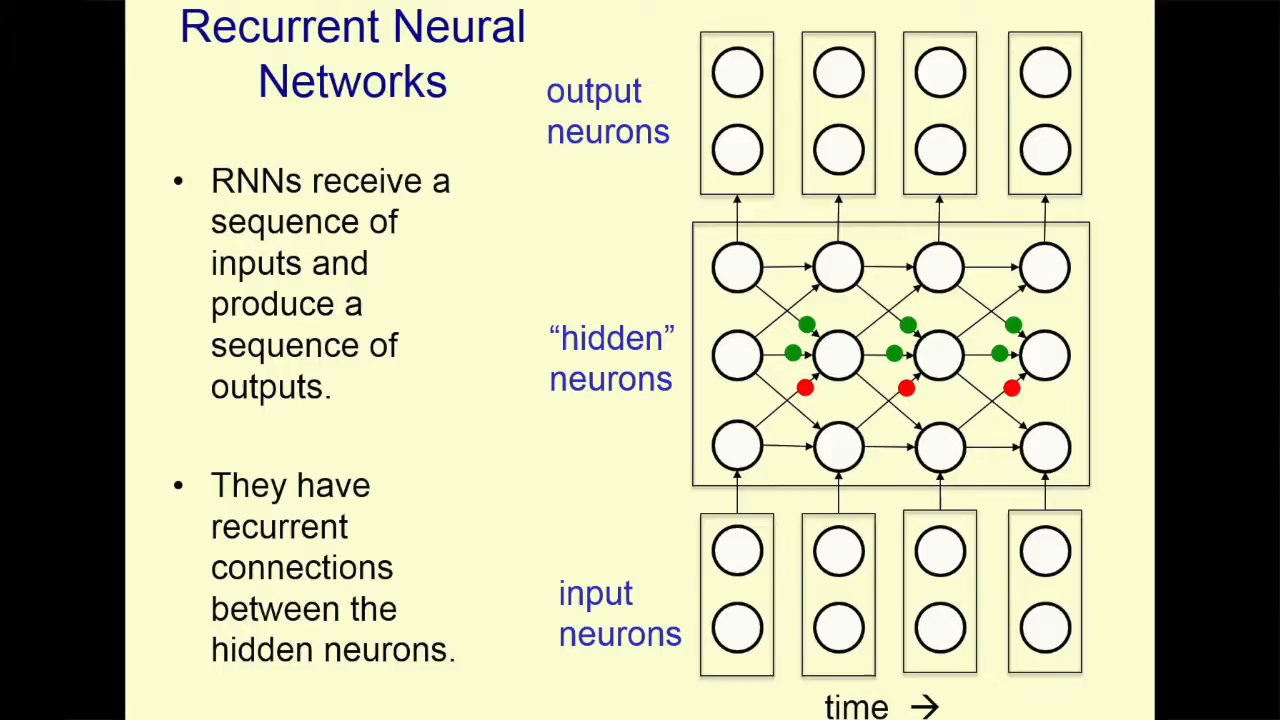 Recurrent Neural
Networks
• RNNs receive a
sequence of
inputs and
produce a
sequence of
outputs.
• They have
recurrent
connections
between the
hidden neurons.
output
neurons
“hidden”
neurons
input
neurons
time →